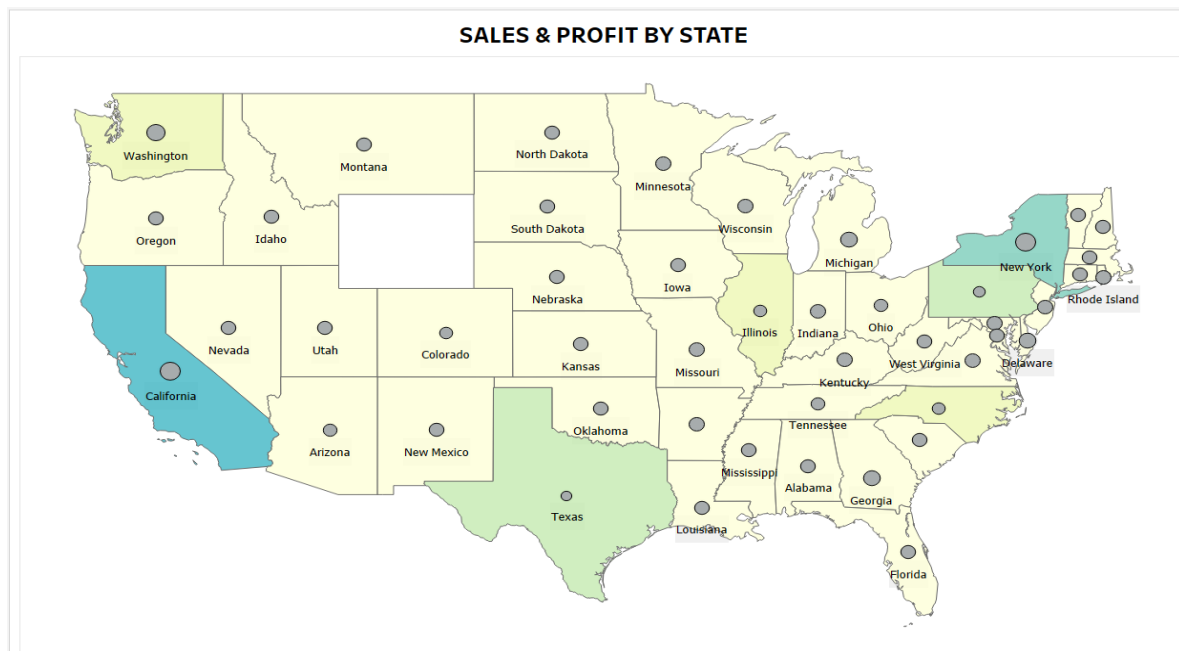 SALES & PROFIT BY STATE
Washington
Montana
North Dakota
Minnesota
Oregon
Idaho
South Dakota
Wisconsin
Michigan
New York
Iowa
Nebraska
Rhode Island
Illinois
Indiana
Ohio
Nevada
Utah
Colorado
Kansas
Missouri
West Virginia
Delaware
Kentucky
California
Tennessee
Oklahoma
Arizona
New Mexico
Mississippi
Alabama
Georgia
Texas
Louisiana
Florida